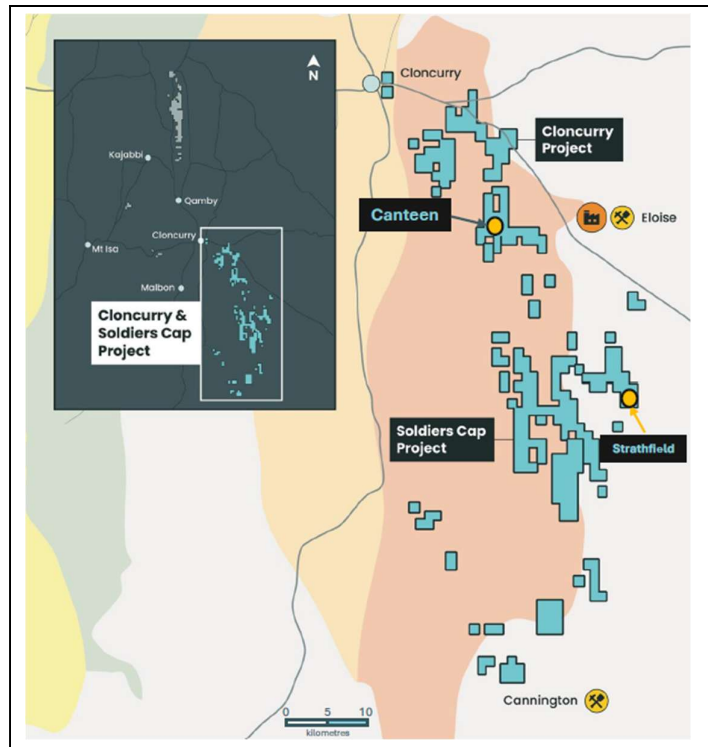 N
Kajabbi
Qamby
Cloncurry
Mt Isa
Malbon
Cloncurry &
Soldiers Cap
Project
Cloncurry
Cloncurry
Project
Canteen
Eloise
Soldiers Cap
Project
Strathfield
Cannington
0 5 10
kilometres